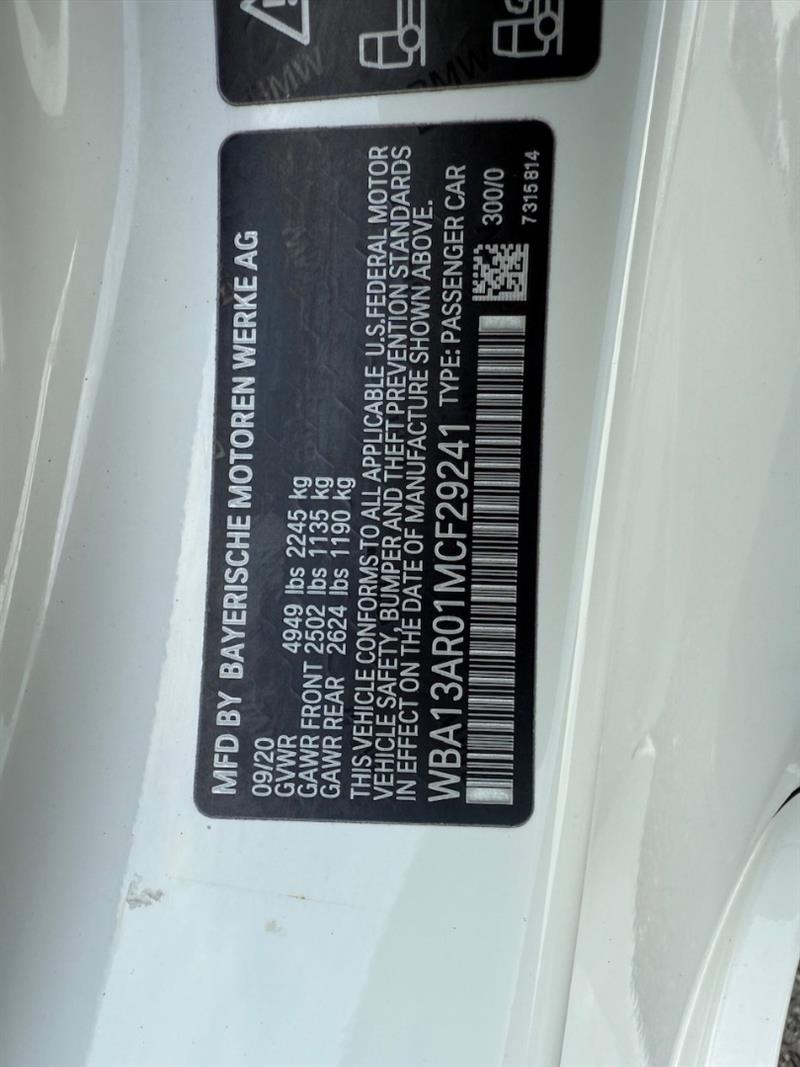 MFD BY BAYERISCHE MOTOREN WERKE AG
09/20
GVWR 4949 lbs 2245 kg
GAWR FRONT 2502 lbs 1135 kg
GAWR REAR 2624 lbs 1190 kg
THIS VEHICLE CONFORMS TO ALL APPLICABLE U.S.FEDERAL MOTOR
VEHICLE SAFETY, BUMPER AND THEFT PREVENTION STANDARDS
IN EFFECT ON THE DATE OF MANUFACTURE SHOWN ABOVE.
WBA13AR01MCF29241 TYPE: PASSENGER CAR
300/0
7315814